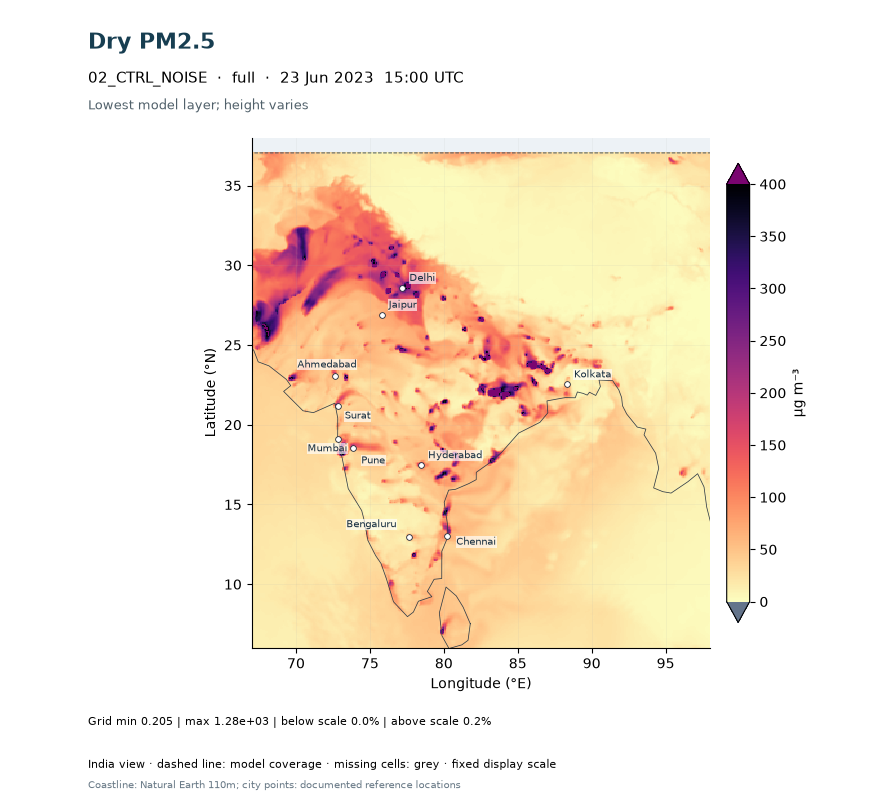 Dry PM2.5
02_CTRL_NOISE · full · 23 Jun 2023 15:00 UTC
Lowest model layer; height varies
35
30
25
20
15
10
Latitude (°N)
Delhi
Jaipur
Ahmedabad
Kolkata
Surat
Mumbai
Pune
Hyderabad
Bengaluru
Chennai
70
75
80
85
90
95
Longitude (°E)
400
350
300
250
200
150
100
50
0
µg m⁻³
Grid min 0.205 | max 1.28e+03 | below scale 0.0% | above scale 0.2%
India view · dashed line: model coverage · missing cells: grey · fixed display scale
Coastline: Natural Earth 110m; city points: documented reference locations